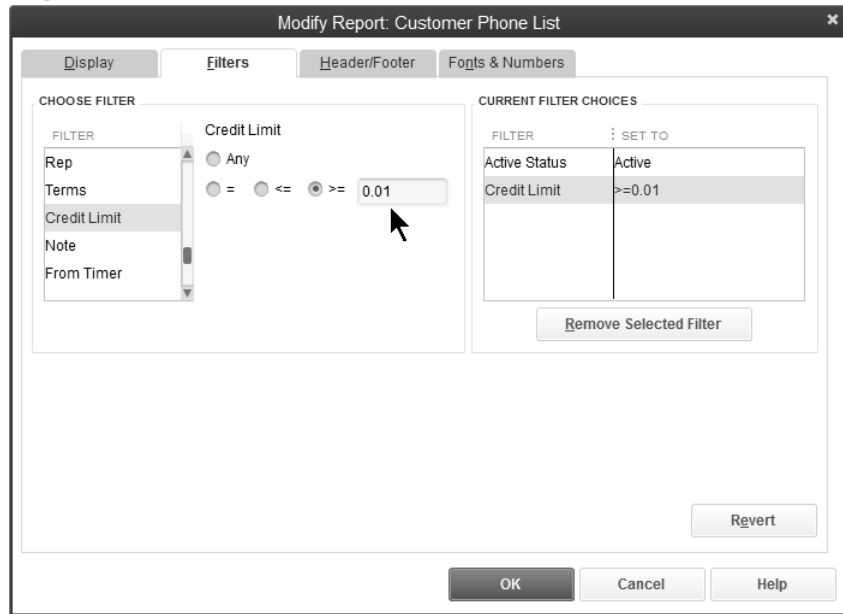 Modify Report: Customer Phone List
×
Display Filters Header/Footer Fonts & Numbers
CHOOSE FILTER
FILTER
Rep
Terms
Credit Limit
Note
From Timer
Credit Limit
Any
= <= >= 0.01
CURRENT FILTER CHOICES
FILTER SET TO
Active Status Active
Credit Limit >=0.01
Remove Selected Filter
Revert
OK Cancel Help